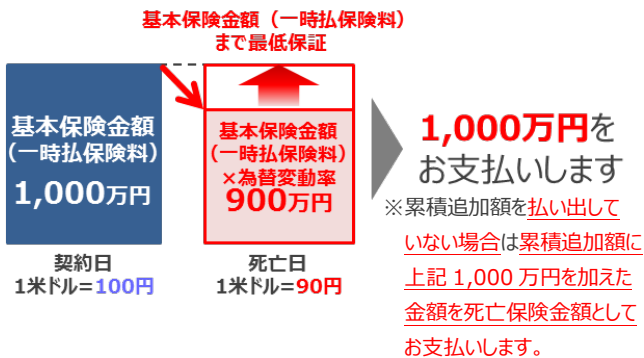 基本保険金額（一時払保険料）
まで最低保証
基本保険金額
（一時払保険料）
1,000万円
基本保険金額
（一時払保険料）
×為替変動率
900万円
契約日
1米ドル=100円
死亡日
1米ドル=90円
1,000万円を
お支払いします
※累積追加額を払い出して
いない場合は累積追加額に
上記 1,000 万円を加えた
金額を死亡保険金額として
お支払いします。